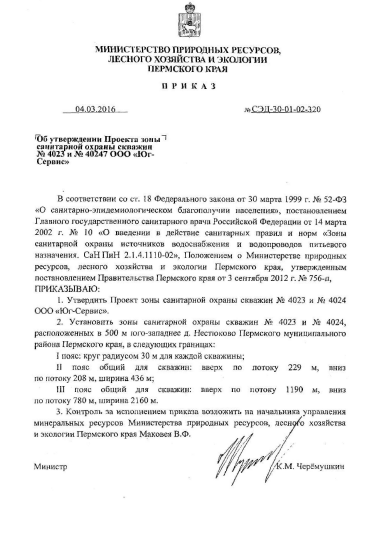 МИНИСТЕРСТВО ПРИРОДНЫХ РЕСУРСОВ,
ЛЕСНОГО ХОЗЯЙСТВА И ЭКОЛОГИИ
ПЕРМСКОГО КРАЯ
ПРИКАЗ
04.03.2016
№ СЭД-30-01-02-320
Об утверждении Проекта зоны
санитарной охраны скважин
№ 4023 и № 40247 ООО «Юг-
Сервис»
В соответствии со ст. 18 Федерального закона от 30 марта 1999 г. № 52-ФЗ
«О санитарно-эпидемиологическом благополучии населения», постановлением
Главного государственного санитарного врача Российской Федерации от 14 марта
2002 г. № 10 «О введении в действие санитарных правил и норм «Зоны
санитарной охраны источников водоснабжения и водопроводов питьевого
назначения. СаНПиН 2.1.4.1110-02», Положением о Министерстве природных
ресурсов, лесного хозяйства и экологии Пермского края, утвержденным
постановлением Правительства Пермского края от 3 сентября 2012 г. № 756-п,
ПРИКАЗЫВАЮ:
1. Утвердить Проект зоны санитарной охраны скважин № 4023 и № 4024
ООО «Юг-Сервис».
2. Установить зоны санитарной охраны скважин № 4023 и № 4024,
расположенных в 500 м юго-западнее д. Нестюково Пермского муниципального
района Пермского края, в следующих границах:
I пояс: круг радиусом 30 м для каждой скважины;
II пояс общий для скважин: вверх по потоку 229 м, вниз
по потоку 208 м, ширина 436 м;
III пояс общий для скважин: вверх по потоку 1190 м, вниз
по потоку 780 м, ширина 2160 м.
3. Контроль за исполнением приказа возложить на начальника управления
минеральных ресурсов Министерства природных ресурсов, лесного хозяйства
и экологии Пермского края Маковея В.Ф.
Министр
К.М. Черёмушкин